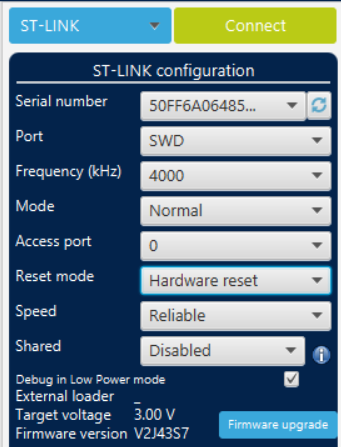 ST-LINK Connect
ST-LINK configuration
Serial number 50FF6A06485...
Port SWD
Frequency (kHz) 4000
Mode Normal
Access port 0
Reset mode Hardware reset
Speed Reliable
Shared Disabled
Debug in Low Power mode
External loader _
Target voltage 3.00 V
Firmware version V2J43S7 Firmware upgrade